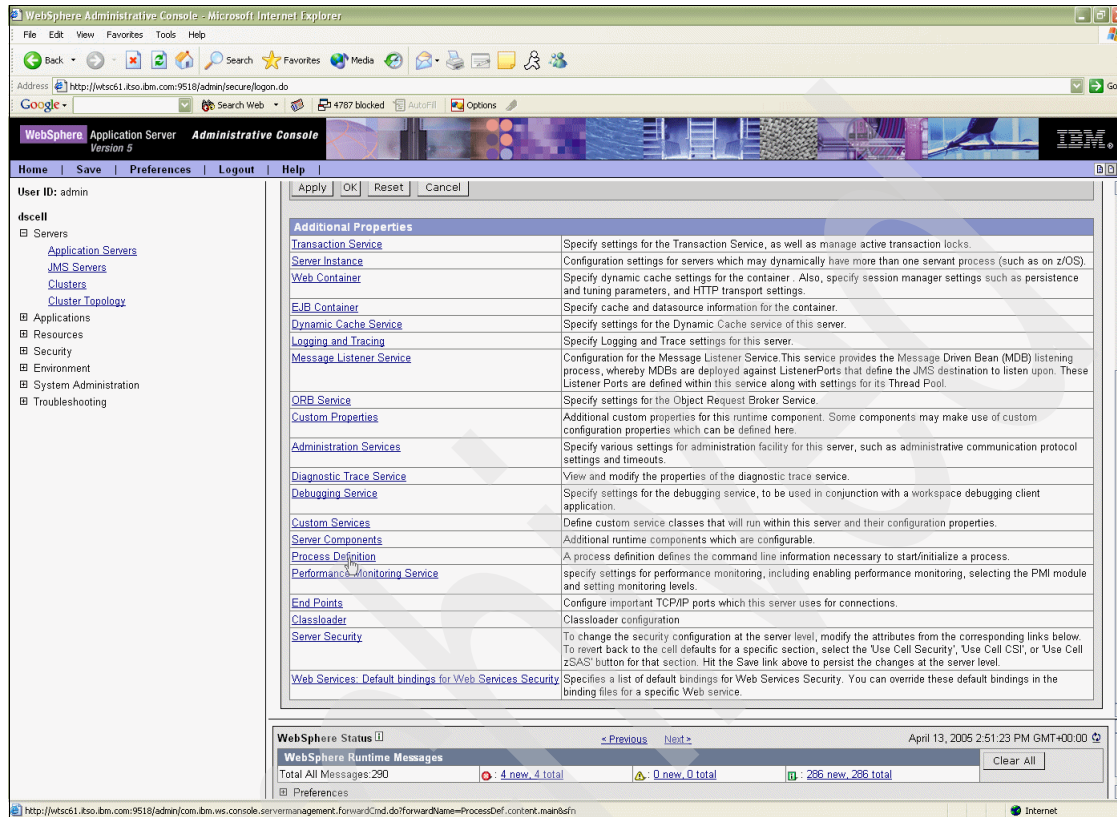 WebSphere Administrative Console - Microsoft Internet Explorer
File Edit View Favorites Tools Help
Back Search Favorites Media
Address http://wtsc61.itso.ibm.com:9518/admin/secure/logon.do Go
Google Search Web 4787 blocked AutoFill Options
WebSphere Application Server Administrative Console
Version 5
IBM
Home | Save | Preferences | Logout | Help |
User ID: admin
dscell
Servers
Application Servers
JMS Servers
Clusters
Cluster Topology
Applications
Resources
Security
Environment
System Administration
Troubleshooting
Apply OK Reset Cancel
Additional Properties
Transaction Service Specify settings for the Transaction Service, as well as manage active transaction locks.
Server Instance Configuration settings for servers which may dynamically have more than one servant process (such as on z/OS).
Web Container Specify dynamic cache settings for the container . Also, specify session manager settings such as persistence
and tuning parameters, and HTTP transport settings.
EJB Container Specify cache and datasource information for the container.
Dynamic Cache Service Specify settings for the Dynamic Cache service of this server.
Logging and Tracing Specify Logging and Trace settings for this server.
Message Listener Service Configuration for the Message Listener Service.This service provides the Message Driven Bean (MDB) listening
process, whereby MDBs are deployed against ListenerPorts that define the JMS destination to listen upon. These
Listener Ports are defined within this service along with settings for its Thread Pool.
ORB Service Specify settings for the Object Request Broker Service.
Custom Properties Additional custom properties for this runtime component. Some components may make use of custom
configuration properties which can be defined here.
Administration Services Specify various settings for administration facility for this server, such as administrative communication protocol
settings and timeouts.
Diagnostic Trace Service View and modify the properties of the diagnostic trace service.
Debugging Service Specify settings for the debugging service, to be used in conjunction with a workspace debugging client
application.
Custom Services Define custom service classes that will run within this server and their configuration properties.
Server Components Additional runtime components which are configurable.
Process Definition A process definition defines the command line information necessary to start/initialize a process.
Performance Monitoring Service specify settings for performance monitoring, including enabling performance monitoring, selecting the PMI module
and setting monitoring levels.
End Points Configure important TCP/IP ports which this server uses for connections.
Classloader Classloader configuration
Server Security To change the security configuration at the server level, modify the attributes from the corresponding links below.
To revert back to the cell defaults for a specific section, select the 'Use Cell Security', 'Use Cell CSI', or 'Use Cell
zSAS' button for that section. Hit the Save link above to persist the changes at the server level.
Web Services: Default bindings for Web Services Security Specifies a list of default bindings for Web Services Security. You can override these default bindings in the
binding files for a specific Web service.
WebSphere Status < Previous Next > April 13, 2005 2:51:23 PM GMT+00:00
WebSphere Runtime Messages Clear All
Total All Messages:290 : 4 new, 4 total : 0 new, 0 total : 286 new, 286 total
Preferences
http://wtsc61.itso.ibm.com:9518/admin/com.ibm.ws.console.servermanagement.forwardCmd.do?forwardName=ProcessDef.content.main&sfn Internet